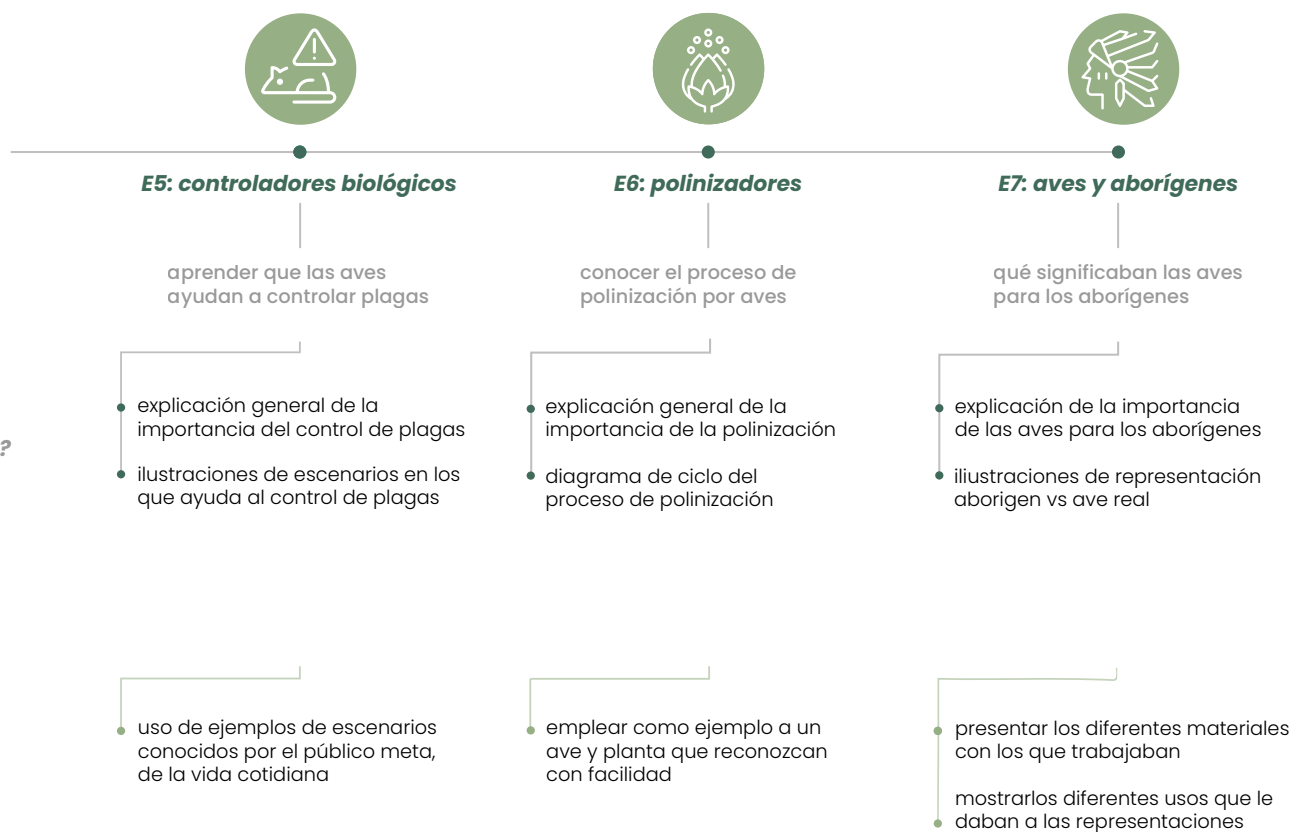 E5: controladores biológicos
aprender que las aves
ayudan a controlar plagas
explicación general de la
importancia del control de plagas
ilustraciones de escenarios en los
que ayuda al control de plagas
uso de ejemplos de escenarios
conocidos por el público meta,
de la vida cotidiana
E6: polinizadores
conocer el proceso de
polinización por aves
explicación general de la
importancia de la polinización
diagrama de ciclo del
proceso de polinización
emplear como ejemplo a un
ave y planta que reconozcan
con facilidad
E7: aves y aborígenes
qué significaban las aves
para los aborígenes
explicación de la importancia
de las aves para los aborígenes
iliustraciones de representación
aborigen vs ave real
presentar los diferentes materiales
con los que trabajaban
mostrarlos diferentes usos que le
daban a las representaciones
?